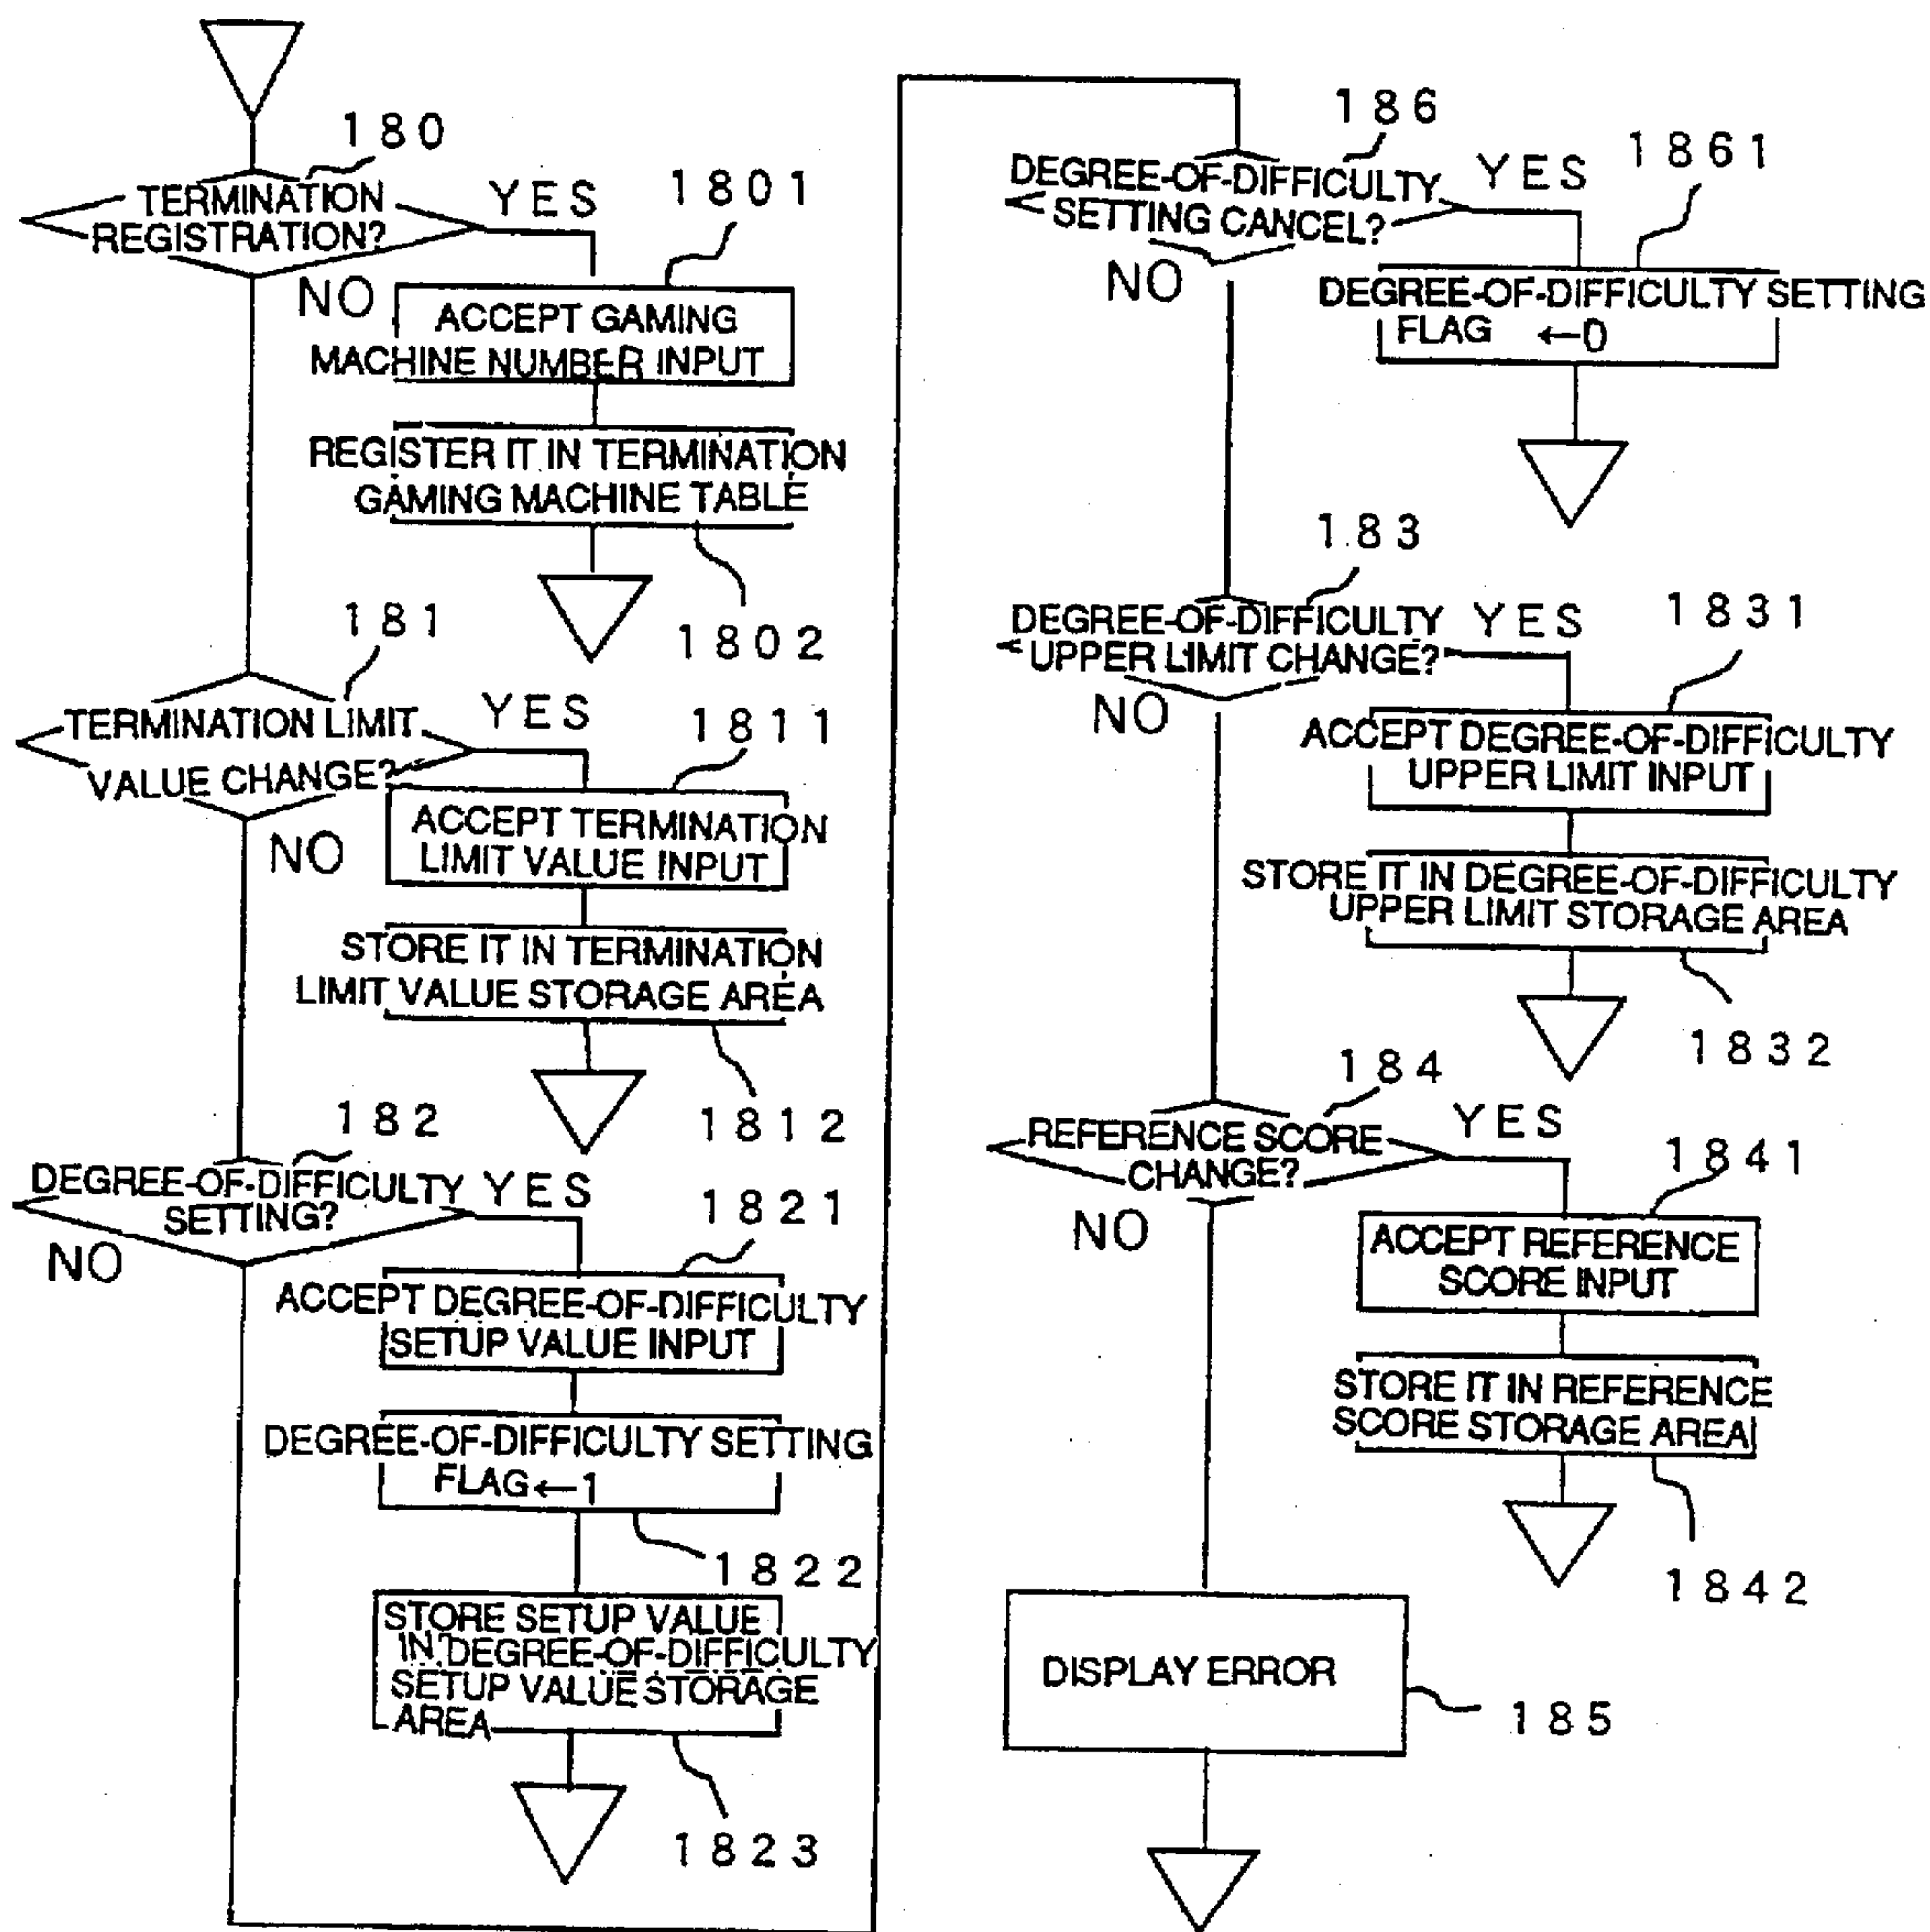 180
TERMINATION
REGISTRATION?
YES
1801
NO
ACCEPT GAMING
MACHINE NUMBER INPUT
REGISTER IT IN TERMINATION
GAMING MACHINE TABLE
1802
181
TERMINATION LIMIT
VALUE CHANGE?
YES
1811
NO
ACCEPT TERMINATION
LIMIT VALUE INPUT
STORE IT IN TERMINATION
LIMIT VALUE STORAGE AREA
1812
182
DEGREE-OF-DIFFICULTY
SETTING?
YES
1821
NO
ACCEPT DEGREE-OF-DIFFICULTY
SETUP VALUE INPUT
DEGREE-OF-DIFFICULTY SETTING
FLAG←1
1822
STORE SETUP VALUE
IN DEGREE-OF-DIFFICULTY
SETUP VALUE STORAGE
AREA
1823
186
DEGREE-OF-DIFFICULTY
SETTING CANCEL?
YES
1861
NO
DEGREE-OF-DIFFICULTY SETTING
FLAG ←0
183
DEGREE-OF-DIFFICULTY
UPPER LIMIT CHANGE?
YES
1831
NO
ACCEPT DEGREE-OF-DIFFICULTY
UPPER LIMIT INPUT
STORE IT IN DEGREE-OF-DIFFICULTY
UPPER LIMIT STORAGE AREA
1832
184
REFERENCE SCORE
CHANGE?
YES
1841
NO
ACCEPT REFERENCE
SCORE INPUT
STORE IT IN REFERENCE
SCORE STORAGE AREA
1842
DISPLAY ERROR
185